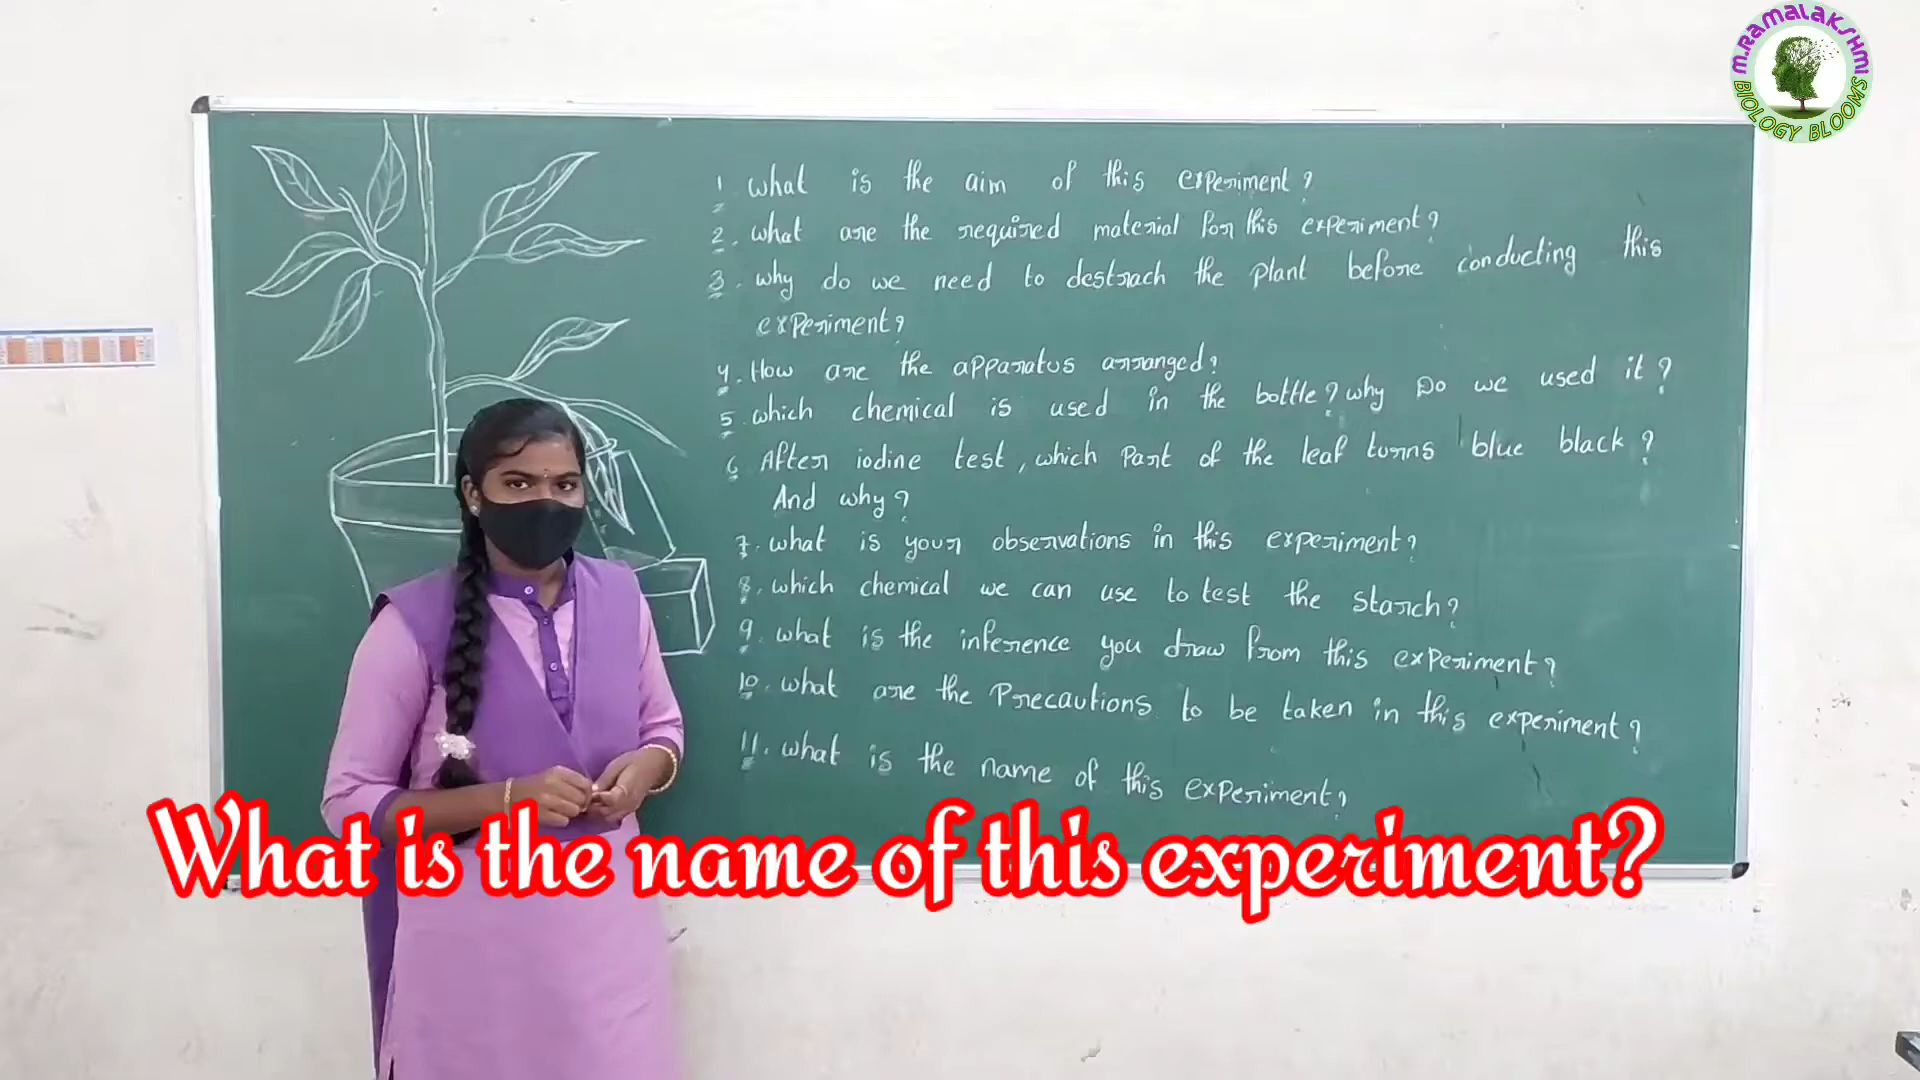 M.RAMALAKSHMI
BIOLOGY BLOOMS
1. what is the aim of this experiment?
2. what are the required material for this experiment?
3. why do we need to destrach the plant before conducting this
experiment?
4. How are the apparatus arranged?
5. which chemical is used in the bottle? why Do we used it?
6 After iodine test, which part of the leaf turns blue black?
And why?
7. what is your observations in this experiment?
8. which chemical we can use to test the starch?
9. what is the inference you draw from this experiment?
10. what are the Precautions to be taken in this experiment?
11. what is the name of this experiment?
What is the name of this experiment?